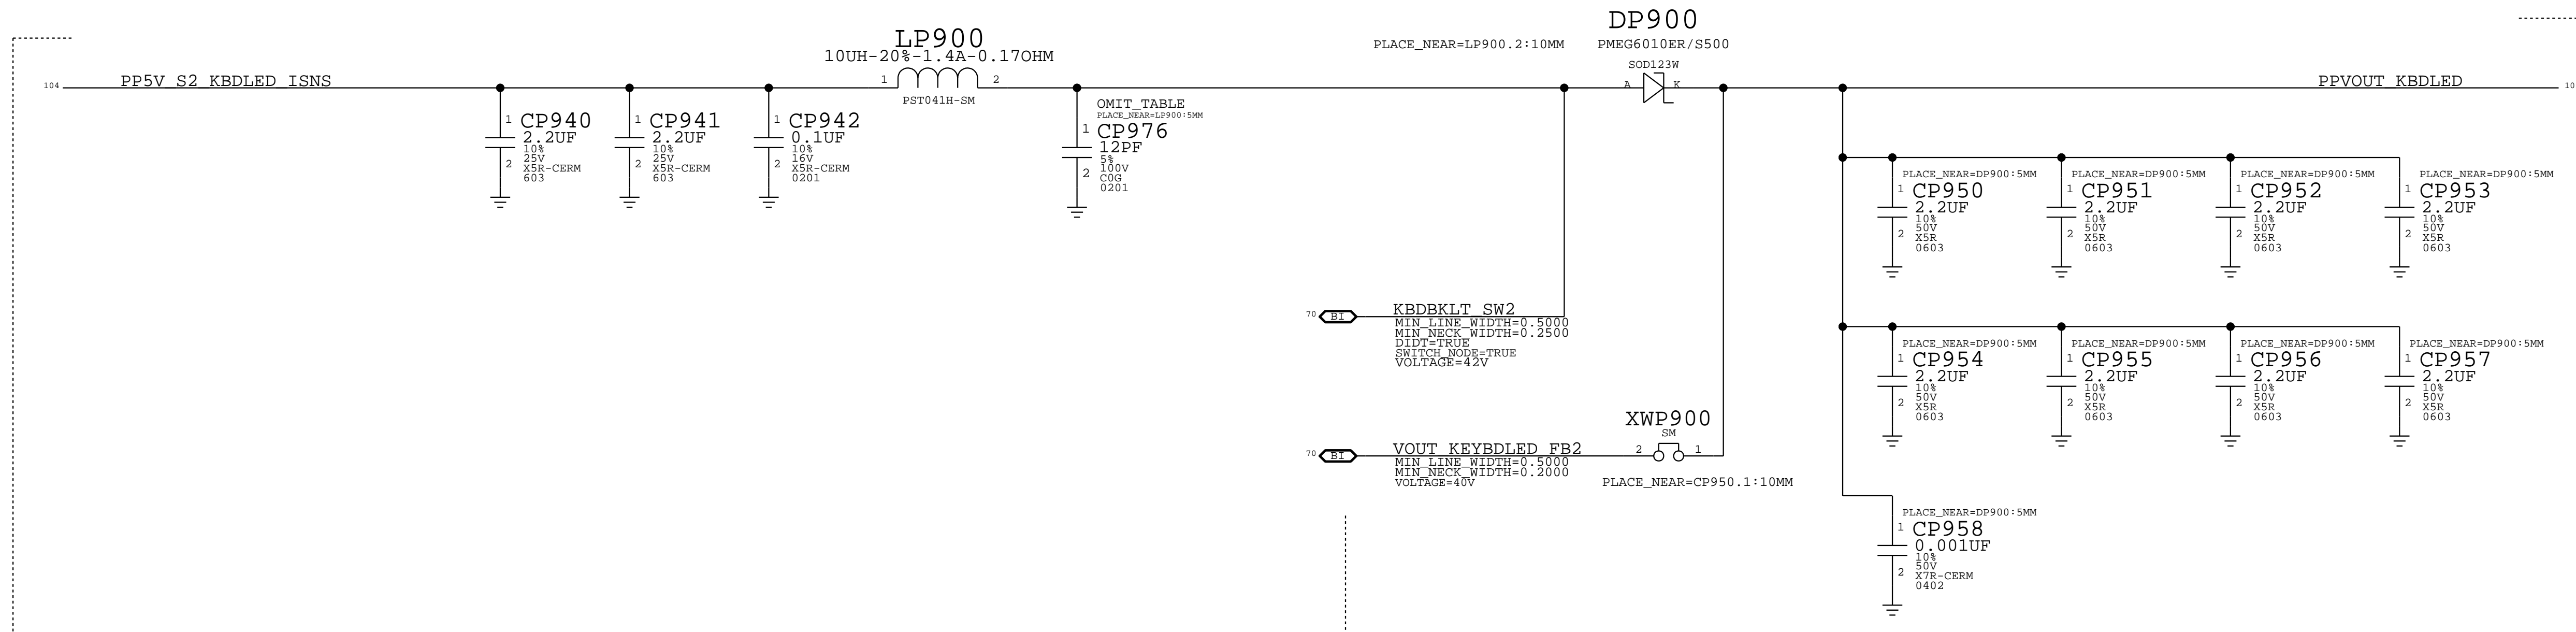 LP900
10UH-20%-1.4A-0.17OHM
1
2
PST041H-SM
PLACE_NEAR=LP900.2:10MM
DP900
PMEG6010ER/S500
SOD123W
A
K
104
PP5V_S2_KBDLED_ISNS
PPVOUT_KBDLED
10
1
CP940
2.2UF
10%
25V
X5R-CERM
603
2
1
CP941
2.2UF
10%
25V
X5R-CERM
603
2
1
CP942
0.1UF
10%
16V
X5R-CERM
0201
2
OMIT_TABLE
PLACE_NEAR=LP900:5MM
1
CP976
12PF
5%
100V
C0G
0201
2
PLACE_NEAR=DP900:5MM
1
CP950
2.2UF
10%
50V
X5R
0603
2
PLACE_NEAR=DP900:5MM
1
CP951
2.2UF
10%
50V
X5R
0603
2
PLACE_NEAR=DP900:5MM
1
CP952
2.2UF
10%
50V
X5R
0603
2
PLACE_NEAR=DP900:5MM
1
CP953
2.2UF
10%
50V
X5R
0603
2
70
BI
KBDBKLT_SW2
MIN_LINE_WIDTH=0.5000
MIN_NECK_WIDTH=0.2500
DIDT=TRUE
SWITCH_NODE=TRUE
VOLTAGE=42V
PLACE_NEAR=DP900:5MM
1
CP954
2.2UF
10%
50V
X5R
0603
2
PLACE_NEAR=DP900:5MM
1
CP955
2.2UF
10%
50V
X5R
0603
2
PLACE_NEAR=DP900:5MM
1
CP956
2.2UF
10%
50V
X5R
0603
2
PLACE_NEAR=DP900:5MM
1
CP957
2.2UF
10%
50V
X5R
0603
2
XWP900
SM
2
1
PLACE_NEAR=CP950.1:10MM
70
BI
VOUT_KEYBDLED_FB2
MIN_LINE_WIDTH=0.5000
MIN_NECK_WIDTH=0.2000
VOLTAGE=40V
PLACE_NEAR=DP900:5MM
1
CP958
0.001UF
10%
50V
X7R-CERM
0402
2